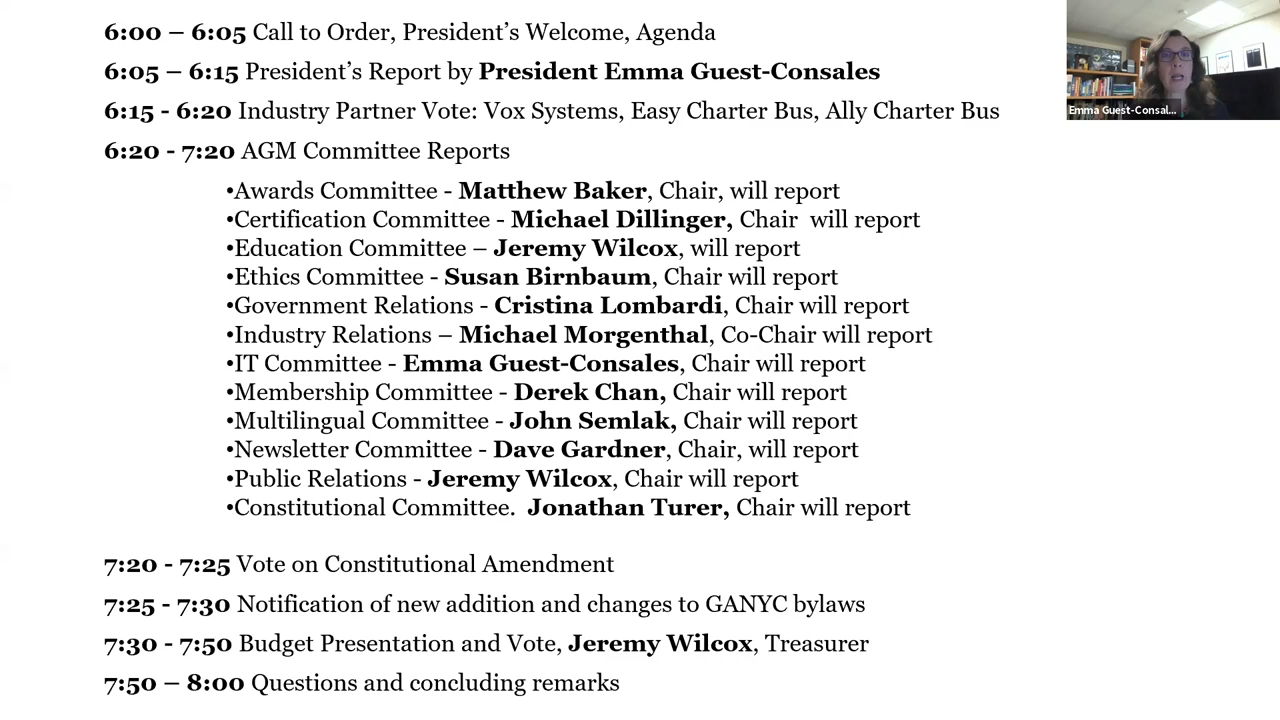 6:00 – 6:05 Call to Order, President’s Welcome, Agenda
6:05 – 6:15 President’s Report by President Emma Guest-Consales
6:15 - 6:20 Industry Partner Vote: Vox Systems, Easy Charter Bus, Ally Charter Bus
6:20 - 7:20 AGM Committee Reports
•Awards Committee - Matthew Baker, Chair, will report
•Certification Committee - Michael Dillinger, Chair  will report
•Education Committee – Jeremy Wilcox, will report
•Ethics Committee - Susan Birnbaum, Chair will report
•Government Relations - Cristina Lombardi, Chair will report
•Industry Relations – Michael Morgenthal, Co-Chair will report
•IT Committee - Emma Guest-Consales, Chair will report
•Membership Committee - Derek Chan, Chair will report
•Multilingual Committee - John Semlak, Chair will report
•Newsletter Committee - Dave Gardner, Chair, will report
•Public Relations - Jeremy Wilcox, Chair will report
•Constitutional Committee.  Jonathan Turer, Chair will report
7:20 - 7:25 Vote on Constitutional Amendment
7:25 - 7:30 Notification of new addition and changes to GANYC bylaws
7:30 - 7:50 Budget Presentation and Vote, Jeremy Wilcox, Treasurer
7:50 – 8:00 Questions and concluding remarks
Emma Guest-Consal...